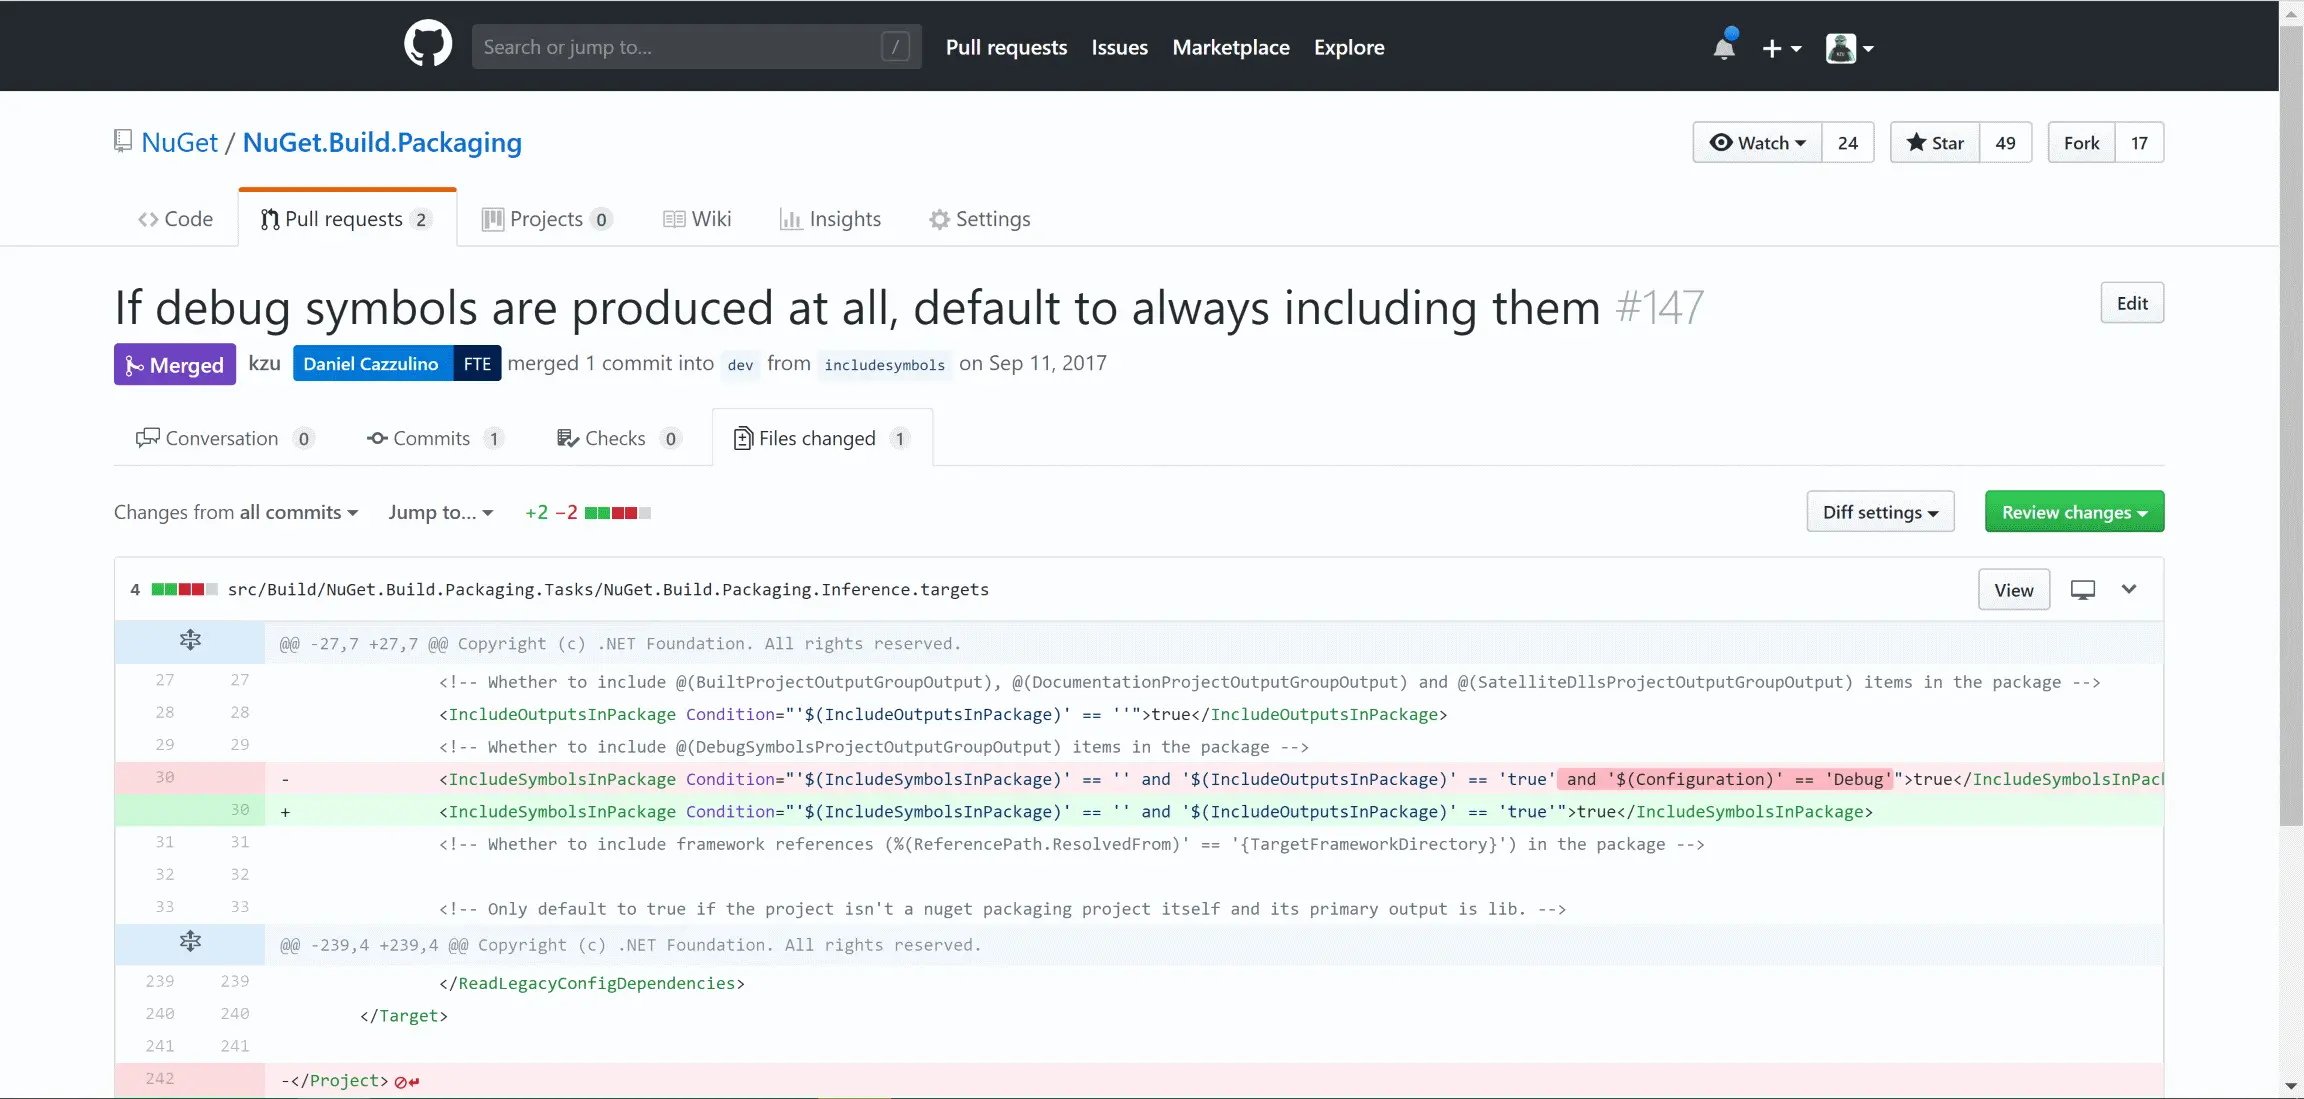 Search or jump to... / Pull requests Issues Marketplace Explore
NuGet / NuGet.Build.Packaging Watch 24 Star 49 Fork 17
Code Pull requests 2 Projects 0 Wiki Insights Settings
If debug symbols are produced at all, default to always including them #147 Edit
Merged kzu Daniel Cazzulino FTE merged 1 commit into dev from includesymbols on Sep 11, 2017
Conversation 0 Commits 1 Checks 0 Files changed 1
Changes from all commits Jump to... +2 −2 Diff settings Review changes
4 src/Build/NuGet.Build.Packaging.Tasks/NuGet.Build.Packaging.Inference.targets View
@@ -27,7 +27,7 @@ Copyright (c) .NET Foundation. All rights reserved.
27 27 <!-- Whether to include @(BuiltProjectOutputGroupOutput), @(DocumentationProjectOutputGroupOutput) and @(SatelliteDllsProjectOutputGroupOutput) items in the package -->
28 28 <IncludeOutputsInPackage Condition="'$(IncludeOutputsInPackage)' == ''">true</IncludeOutputsInPackage>
29 29 <!-- Whether to include @(DebugSymbolsProjectOutputGroupOutput) items in the package -->
30 - <IncludeSymbolsInPackage Condition="'$(IncludeSymbolsInPackage)' == '' and '$(IncludeOutputsInPackage)' == 'true' and '$(Configuration)' == 'Debug'">true</IncludeSymbolsInPac
30 + <IncludeSymbolsInPackage Condition="'$(IncludeSymbolsInPackage)' == '' and '$(IncludeOutputsInPackage)' == 'true'">true</IncludeSymbolsInPackage>
31 31 <!-- Whether to include framework references (%(ReferencePath.ResolvedFrom)' == '{TargetFrameworkDirectory}') in the package -->
32 32
33 33 <!-- Only default to true if the project isn't a nuget packaging project itself and its primary output is lib. -->
@@ -239,4 +239,4 @@ Copyright (c) .NET Foundation. All rights reserved.
239 239 </ReadLegacyConfigDependencies>
240 240 </Target>
241 241
242 -</Project>